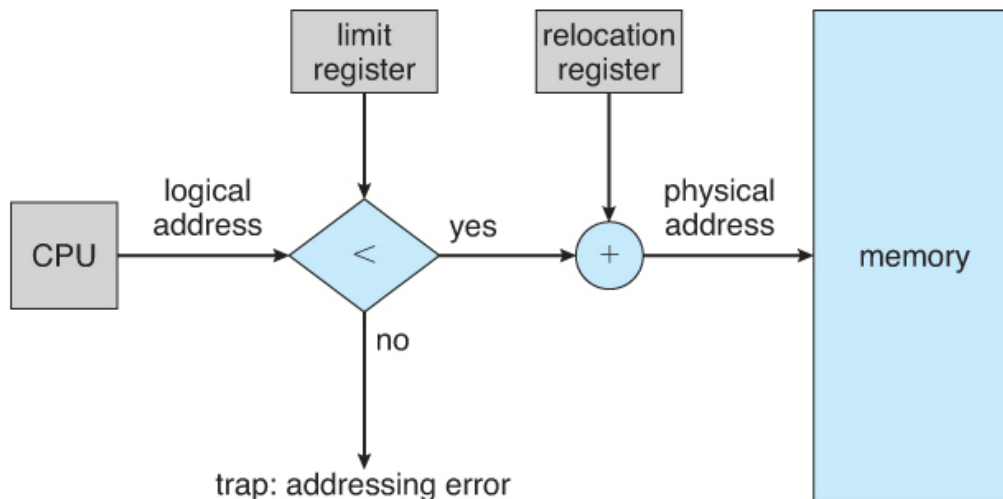 limit
register
relocation
register
CPU
logical
address
<
yes
no
+
physical
address
memory
trap: addressing error